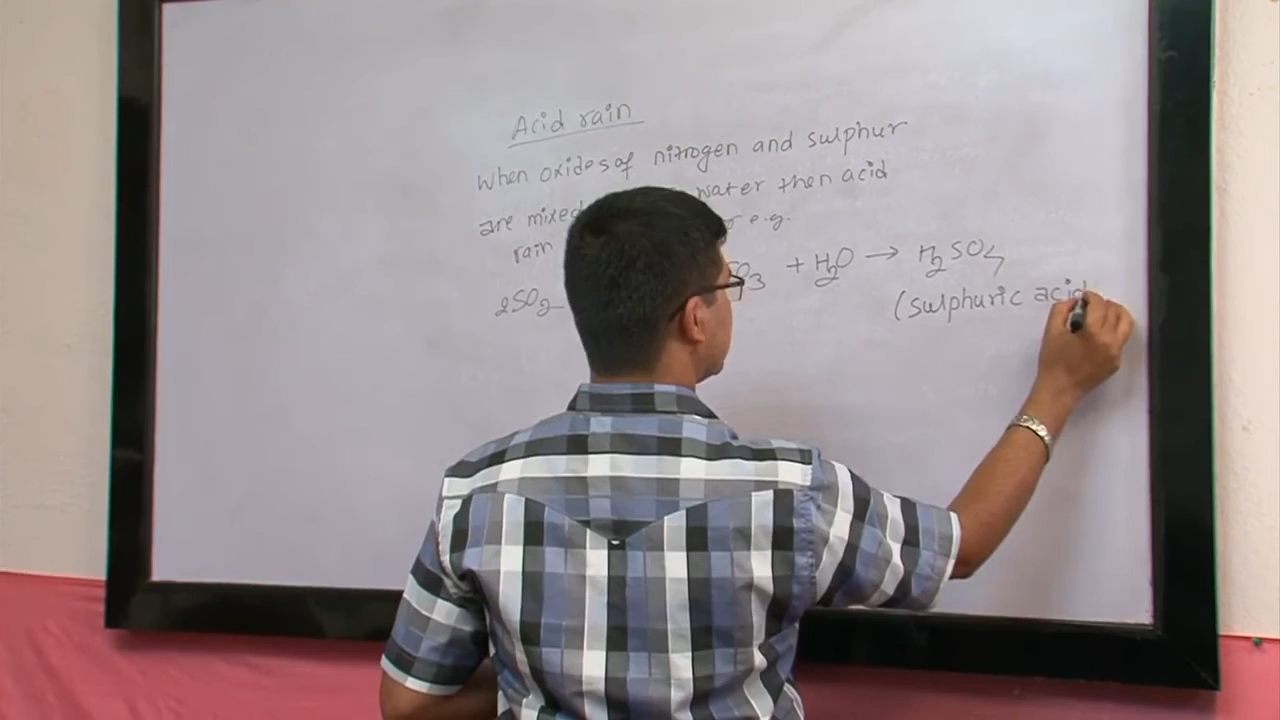 Acid rain
When oxides of nitrogen and sulphur
are mixed water then acid
rain e.g.
2SO2 + H2O → H2SO4
(sulphuric acid